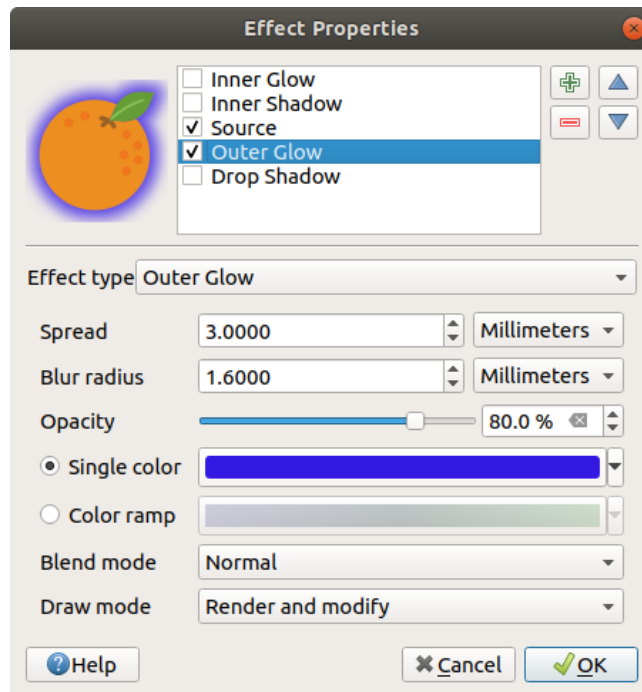 Effect Properties
Inner Glow
Inner Shadow
Source
Outer Glow
Drop Shadow
Effect type Outer Glow
Spread 3.0000 Millimeters
Blur radius 1.6000 Millimeters
Opacity 80.0 %
Single color
Color ramp
Blend mode Normal
Draw mode Render and modify
Help Cancel OK